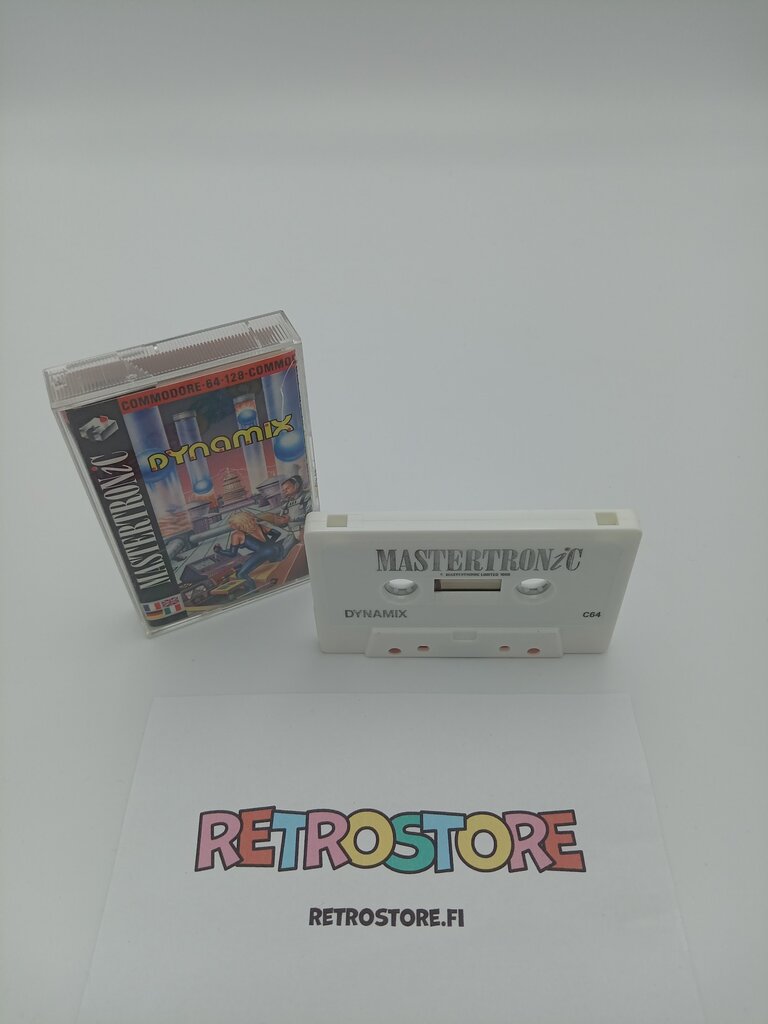 COMMODORE·64·128·COMMO
DYNAMIX
MASTERTRONiC
MASTERTRONiC
DYNAMIX
C64
RETROSTORE
RETROSTORE.FI